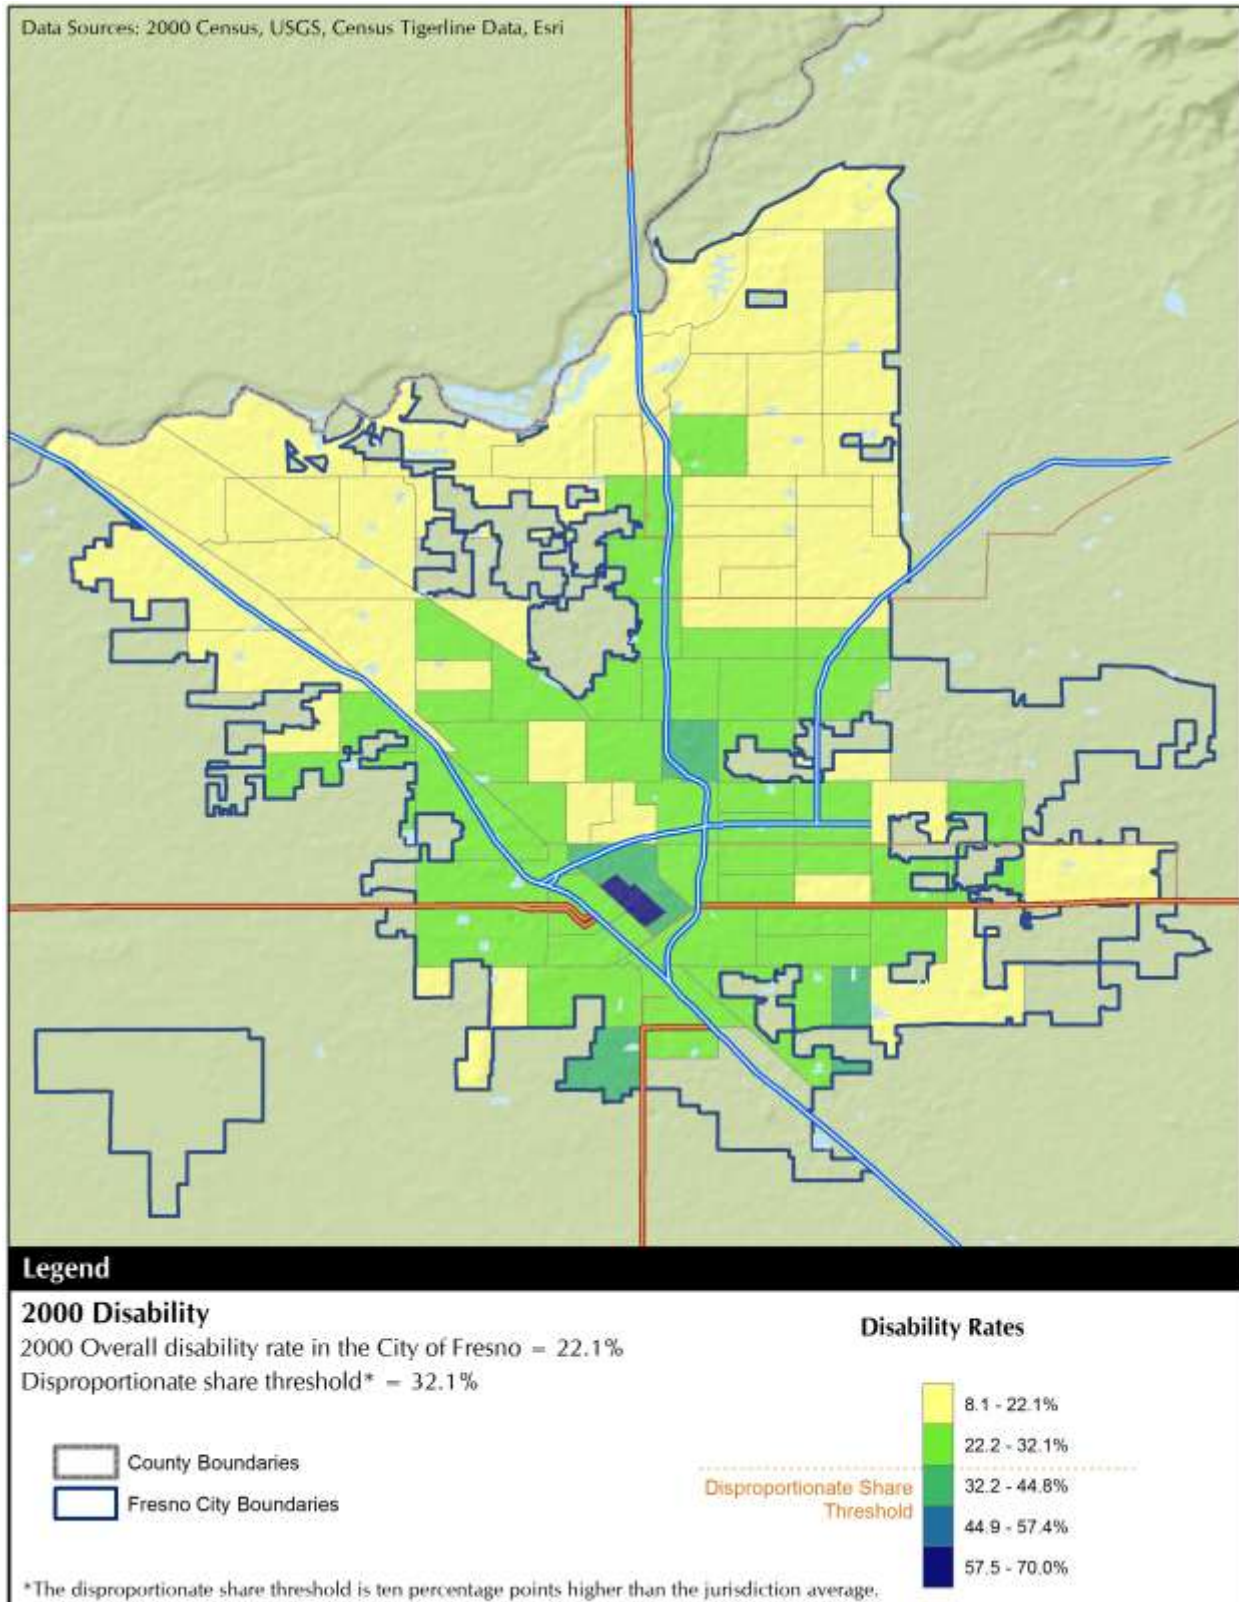 Data Sources: 2000 Census, USGS, Census Tigerline Data, Esri
Legend
2000 Disability
2000 Overall disability rate in the City of Fresno = 22.1%
Disproportionate share threshold* = 32.1%
County Boundaries
Fresno City Boundaries
Disability Rates
8.1 - 22.1%
22.2 - 32.1%
Disproportionate Share
Threshold
32.2 - 44.8%
44.9 - 57.4%
57.5 - 70.0%
*The disproportionate share threshold is ten percentage points higher than the jurisdiction average.